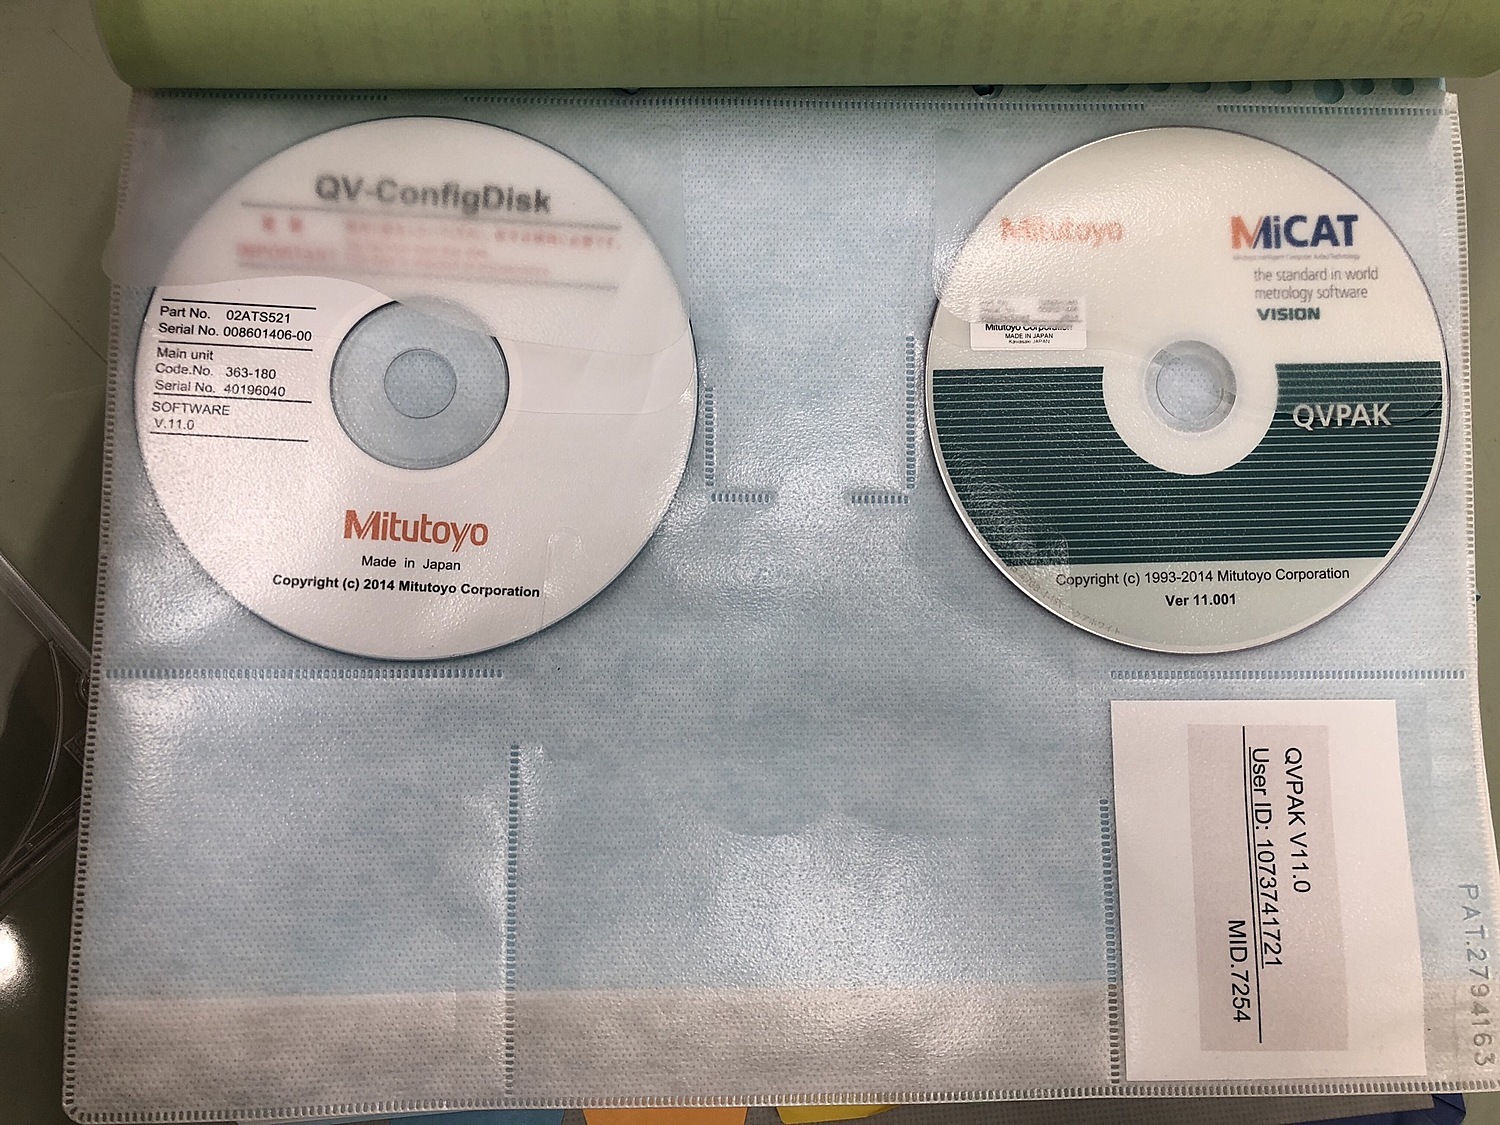 QV-ConfigDisk
IMPORTANT
Part No. 02ATS521
Serial No. 008601406-00
Main unit
Code.No. 363-180
Serial No. 40196040
SOFTWARE
V.11.0
Mitutoyo
Made in Japan
Copyright (c) 2014 Mitutoyo Corporation
Mitutoyo
MiCAT
the standard in world
metrology software
VISION
Mitutoyo Corporation
MADE IN JAPAN
Kawasaki JAPAN
QVPAK
Copyright (c) 1993-2014 Mitutoyo Corporation
Ver 11.001
QVPAK V11.0
User ID: 1073741721
MID.7254
PAT.2794163